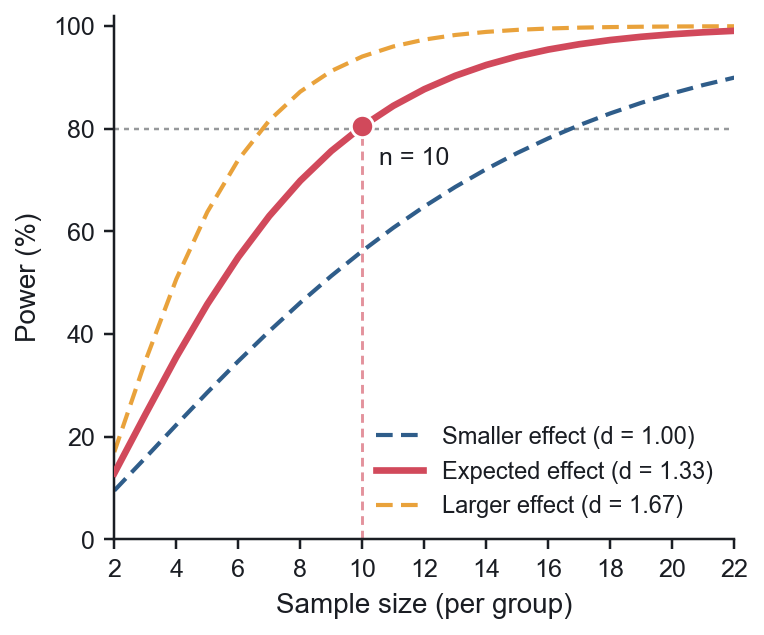 100
80
60
40
20
0
Power (%)
n = 10
Smaller effect (d = 1.00)
Expected effect (d = 1.33)
Larger effect (d = 1.67)
2 4 6 8 10 12 14 16 18 20 22
Sample size (per group)